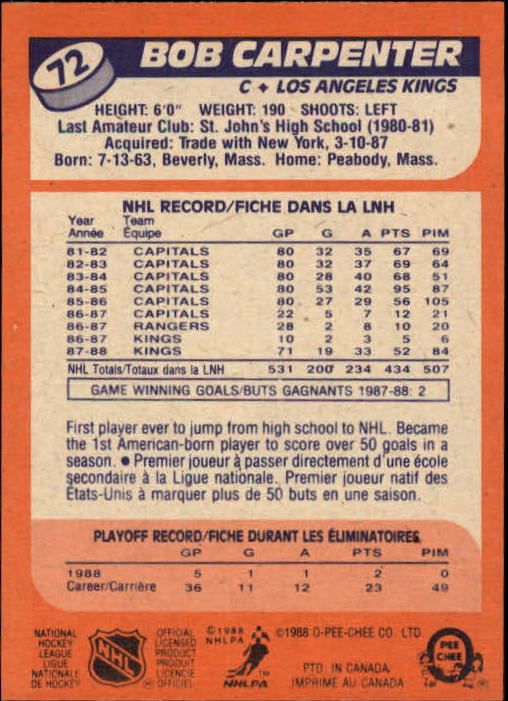 72
BOB CARPENTER
C ♦ LOS ANGELES KINGS
HEIGHT: 6'0" WEIGHT: 190 SHOOTS: LEFT
Last Amateur Club: St. John's High School (1980-81)
Acquired: Trade with New York, 3-10-87
Born: 7-13-63, Beverly, Mass. Home: Peabody, Mass.
NHL RECORD/FICHE DANS LA LNH
Year Team
Année Équipe GP G A PTS PIM
81-82 CAPITALS 80 32 35 67 69
82-83 CAPITALS 80 32 37 69 64
83-84 CAPITALS 80 28 40 68 51
84-85 CAPITALS 80 53 42 95 87
85-86 CAPITALS 80 27 29 56 105
86-87 CAPITALS 22 5 7 12 21
86-87 RANGERS 28 2 8 10 20
86-87 KINGS 10 2 3 5 6
87-88 KINGS 71 19 33 52 84
NHL Totals/Totaux dans la LNH 531 200 234 434 507
GAME WINNING GOALS/BUTS GAGNANTS 1987-88: 2
First player ever to jump from high school to NHL. Became
the 1st American-born player to score over 50 goals in a
season. ● Premier joueur à passer directement d'une école
secondaire à la Ligue nationale. Premier joueur natif des
États-Unis à marquer plus de 50 buts en une saison.
PLAYOFF RECORD/FICHE DURANT LES ÉLIMINATOIRES
GP G A PTS PIM
1988 5 1 1 2 0
Career/Carrière 36 11 12 23 49
NATIONAL
HOCKEY
LEAGUE
LIGUE
NATIONALE
DE HOCKEY
NHL
OFFICIAL
LICENSED
PRODUCT
PRODUIT
LICENCIÉ
OFFICIEL
©1988
NHLPA
NHLPA
TM
©1988 O-PEE-CHEE CO. LTD.
PTD. IN CANADA
IMPRIMÉ AU CANADA
O
PEE
CHEE